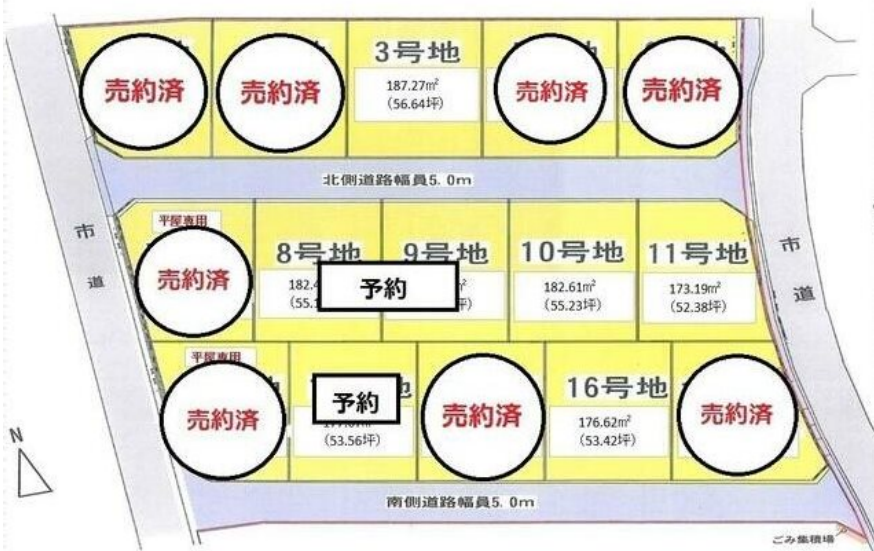 売約済
売約済
3号地
187.27m²
(56.64坪)
売約済
売約済
北側道路幅員5.0m
市道
平屋専用
売約済
8号地
182.4
(55.1
予約
9号地
10号地
182.61m²
(55.23坪)
11号地
173.19m²
(52.38坪)
市道
平屋専用
売約済
予約
(53.56坪)
売約済
16号地
176.62m²
(53.42坪)
売約済
南側道路幅員5.0m
ごみ集積場
N